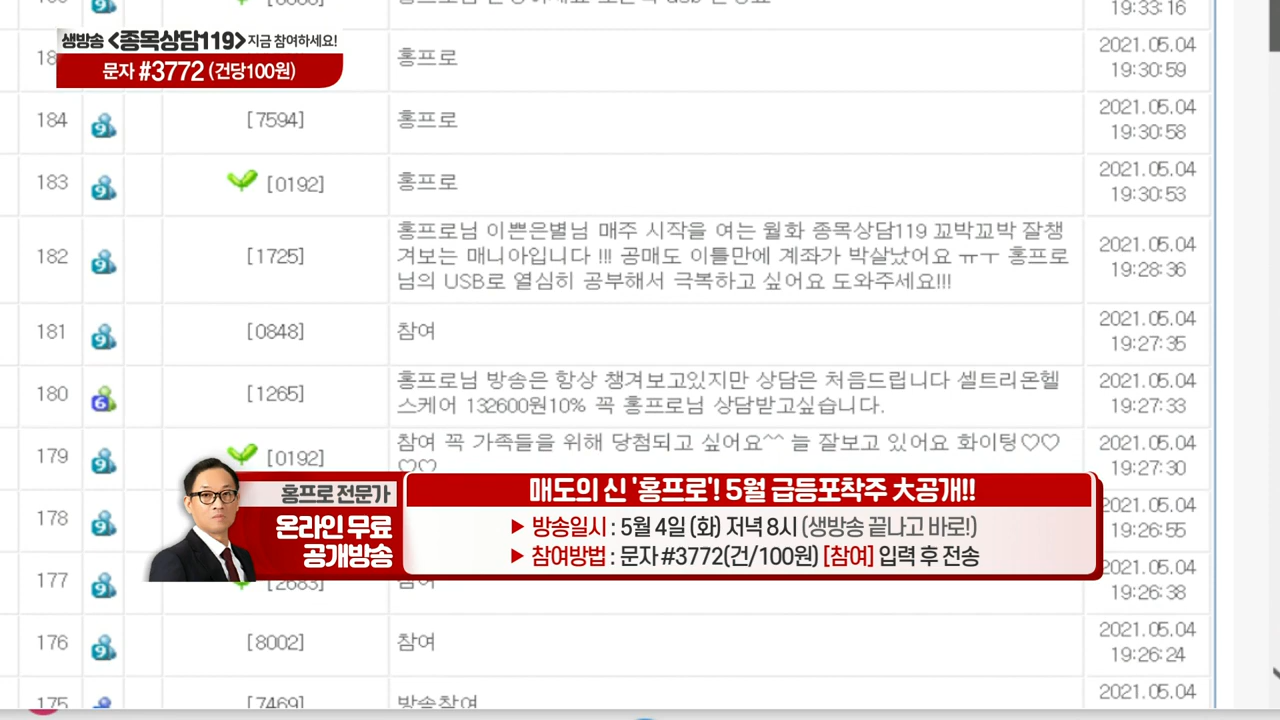 19:33:16
생방송 <종목상담119> 지금 참여하세요!
문자 #3772 (건당100원)
홍프로
2021.05.04
19:30:59
184
[7594]
홍프로
2021.05.04
19:30:58
183
[0192]
홍프로
2021.05.04
19:30:53
182
[1725]
홍프로님 이쁜은별님 매주 시작을 여는 월화 종목상담119 꼬박꼬박 잘챙
겨보는 매니아입니다 !!! 공매도 이틀만에 계좌가 박살났어요 ㅠㅜ 홍프로
님의 USB로 열심히 공부해서 극복하고 싶어요 도와주세요!!!
2021.05.04
19:28:36
181
[0848]
참여
2021.05.04
19:27:35
180
[1265]
홍프로님 방송은 항상 챙겨보고있지만 상담은 처음드립니다 셀트리온헬
스케어 132600원10% 꼭 홍프로님 상담받고싶습니다.
2021.05.04
19:27:33
179
[0192]
참여 꼭 가족들을 위해 당첨되고 싶어요^^ 늘 잘보고 있어요 화이팅♡♡
♡♡
2021.05.04
19:27:30
178
2021.05.04
19:26:55
홍프로 전문가
온라인 무료
공개방송
매도의 신 '홍프로'! 5월 급등포착주 大공개!!
▶ 방송일시 : 5월 4일 (화) 저녁 8시 (생방송 끝나고 바로!)
▶ 참여방법 : 문자 #3772(건/100원) [참여] 입력 후 전송
177
[2683]
참여
2021.05.04
19:26:38
176
[8002]
참여
2021.05.04
19:26:24
175
[7469]
방송참여
2021.05.04